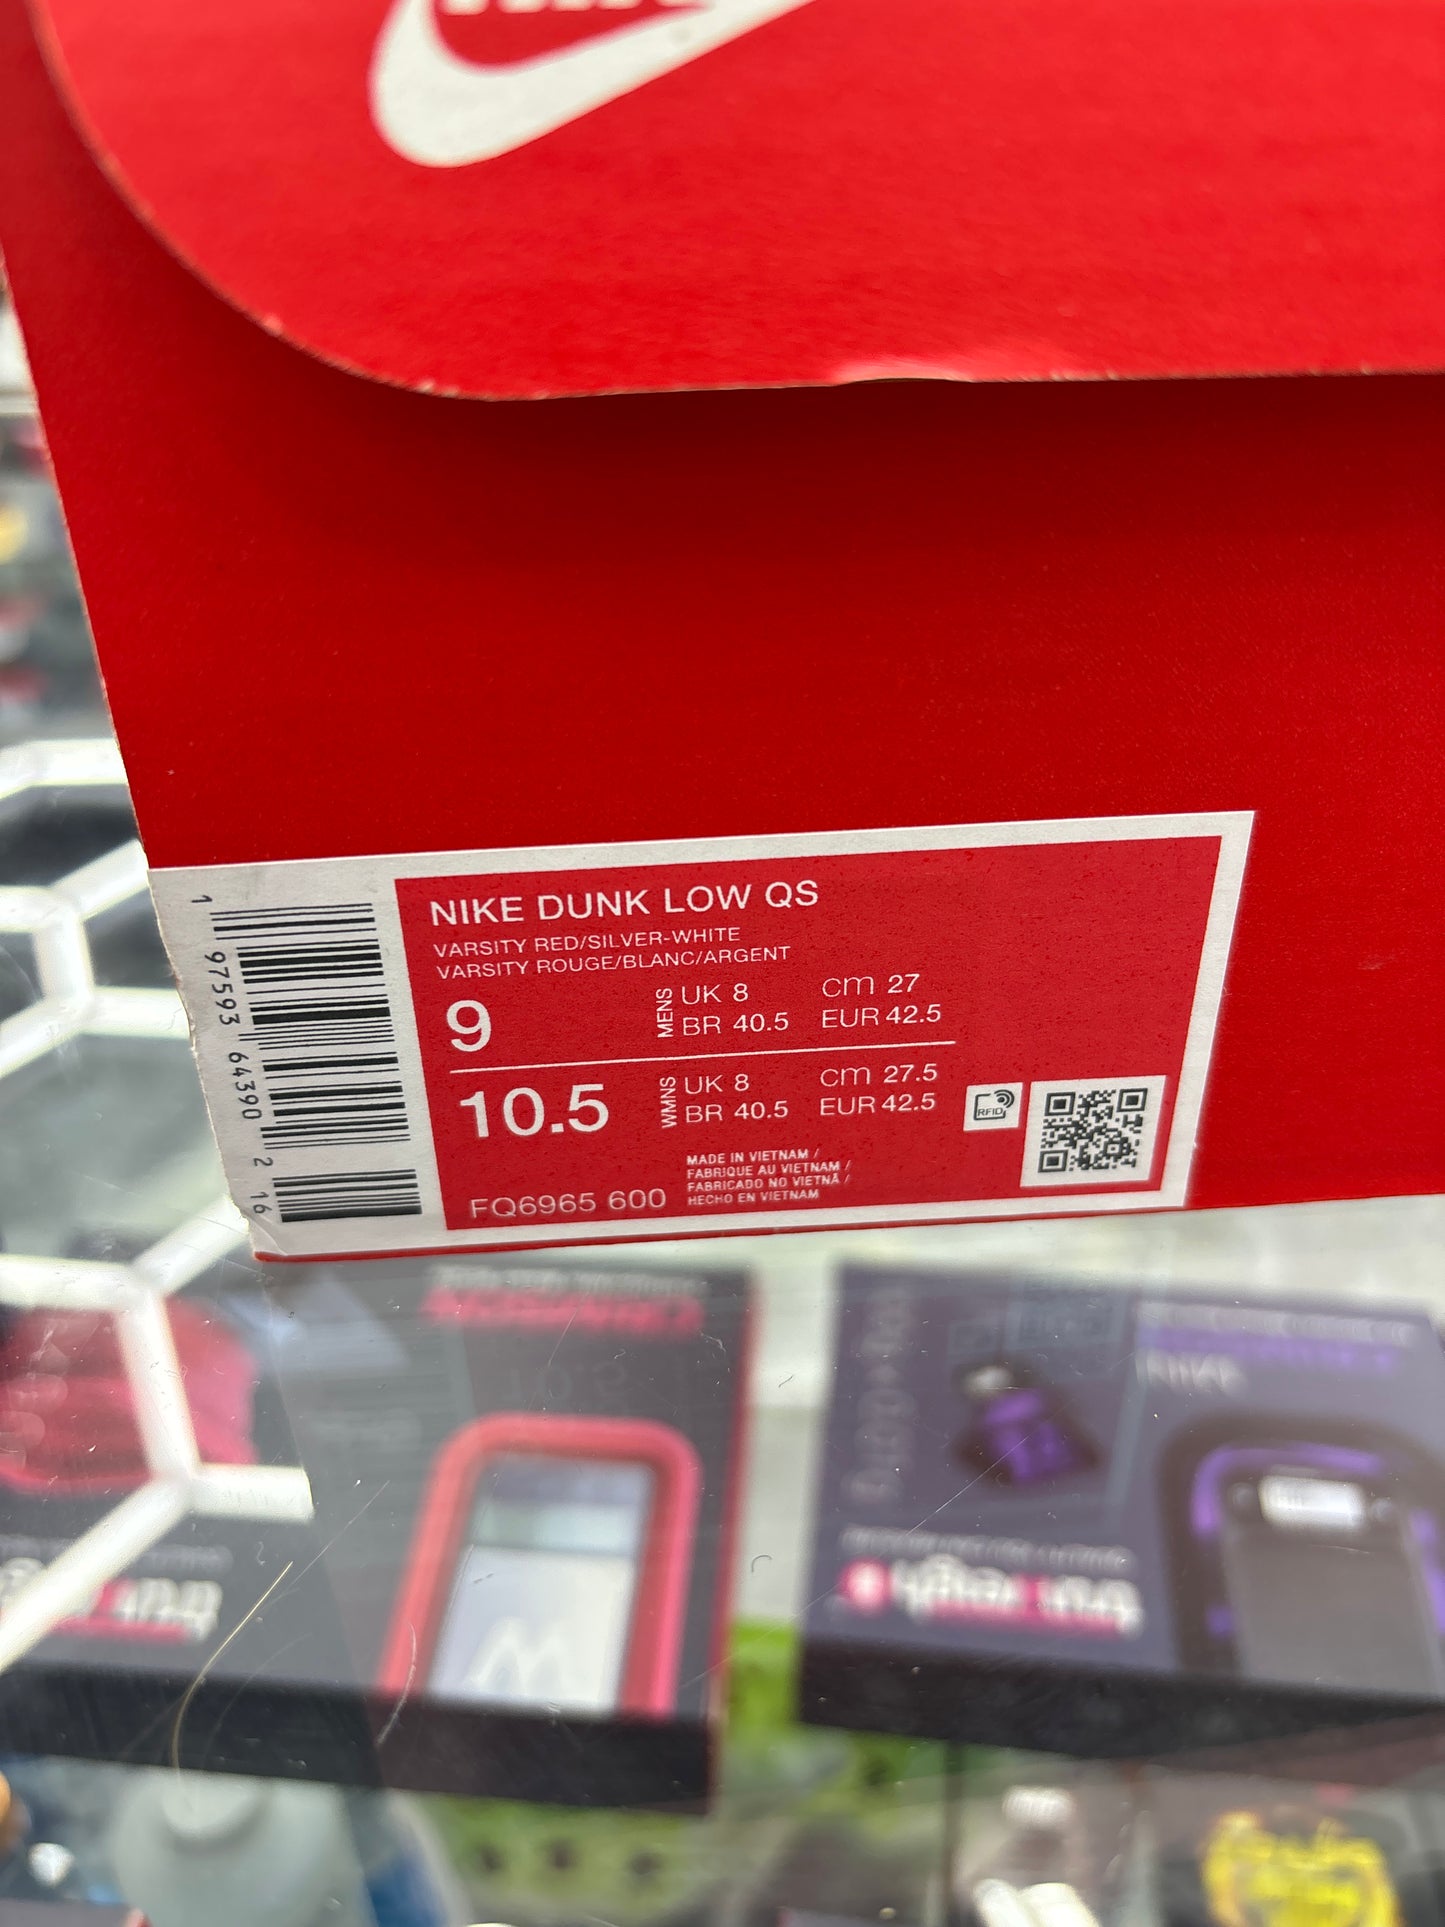 NIKE DUNK LOW QS
VARSITY RED/SILVER-WHITE
VARSITY ROUGE/BLANC/ARGENT
9
MENS
UK 8
cm 27
BR 40.5
EUR 42.5
10.5
WMNS
UK 8
cm 27.5
BR 40.5
EUR 42.5
RFID
FQ6965 600
MADE IN VIETNAM /
FABRIQUE AU VIETNAM /
FABRICADO NO VIETNÃ /
HECHO EN VIETNAM
1 97593 64390 2 16